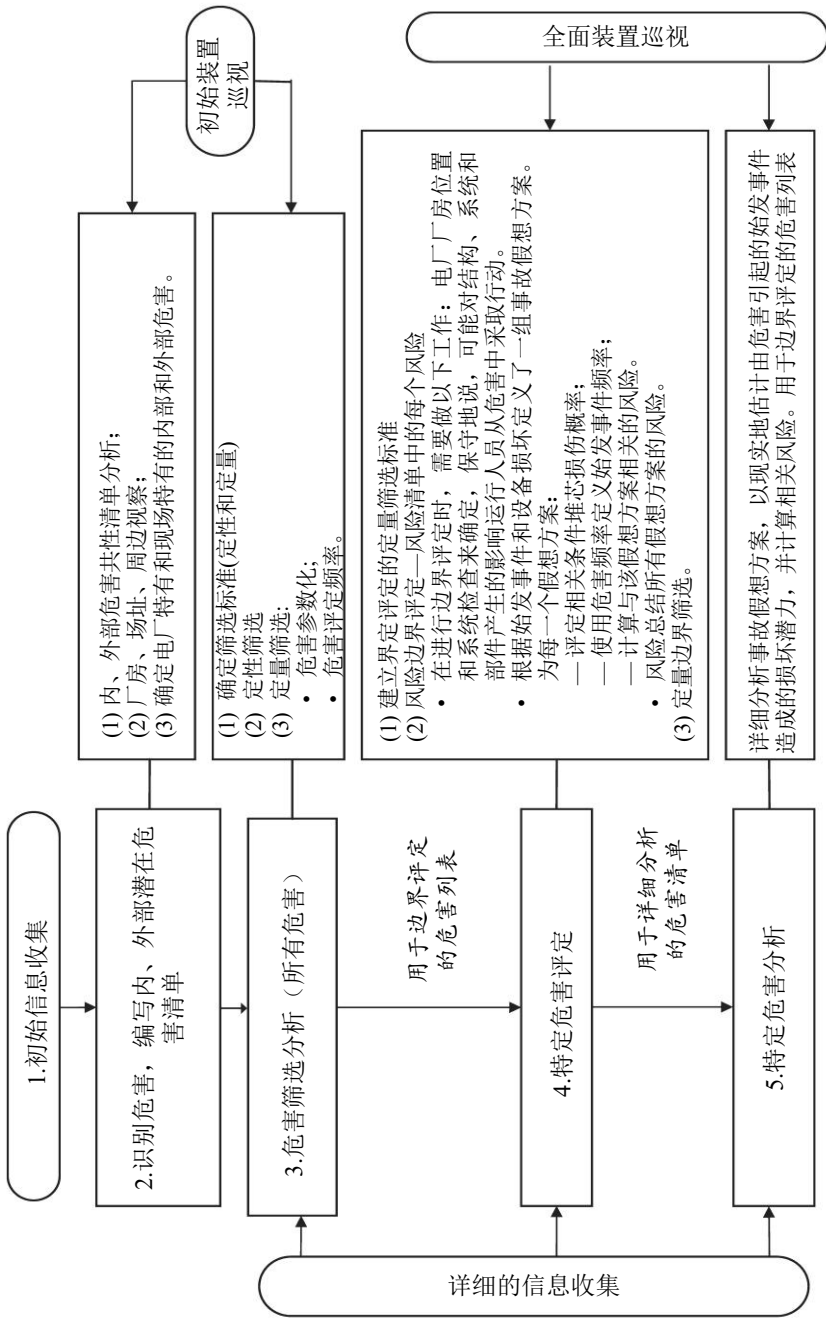 1.初始信息收集
2.识别危害，编写内、外部潜在危
害清单
(1) 内、外部危害共性清单分析；
(2) 厂房、场址、周边视察；
(3) 确定电厂特有和现场特有的内部和外部危害。
初始装置
巡视
3.危害筛选分析（所有危害）
(1) 确定筛选标准(定性和定量)
(2) 定性筛选
(3) 定量筛选:
• 危害参数化；
• 危害评定频率。
用于边界评定
的危害列表
4.特定危害评定
(1) 建立界定评定的定量筛选标准
(2) 风险边界评定—风险清单中的每个风险
• 在进行边界评定时，需要做以下工作：电厂厂房位置
和系统检查来确定，保守地说，可能对结构、系统和
部件产生的影响运行人员从危害中采取行动。
• 根据始发事件和设备损坏定义了一组事故假想方案。
为每一个假想方案：
— 评定相关条件堆芯损伤概率；
— 使用危害频率定义始发事件频率；
— 计算与该假想方案相关的风险。
• 风险总结所有假想方案的风险。
(3) 定量边界筛选。
全面装置巡视
用于详细分析
的危害清单
5.特定危害分析
详细分析事故假想方案，以现实地估计由危害引起的始发事件
造成的损坏潜力，并计算相关风险。用于边界评定的危害列表
详细的信息收集